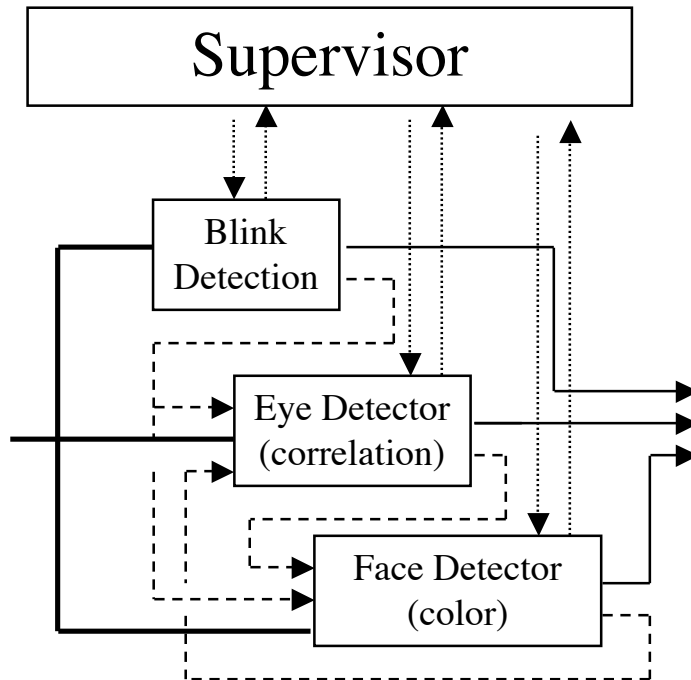 Supervisor
Blink
Detection
Eye Detector
(correlation)
Face Detector
(color)